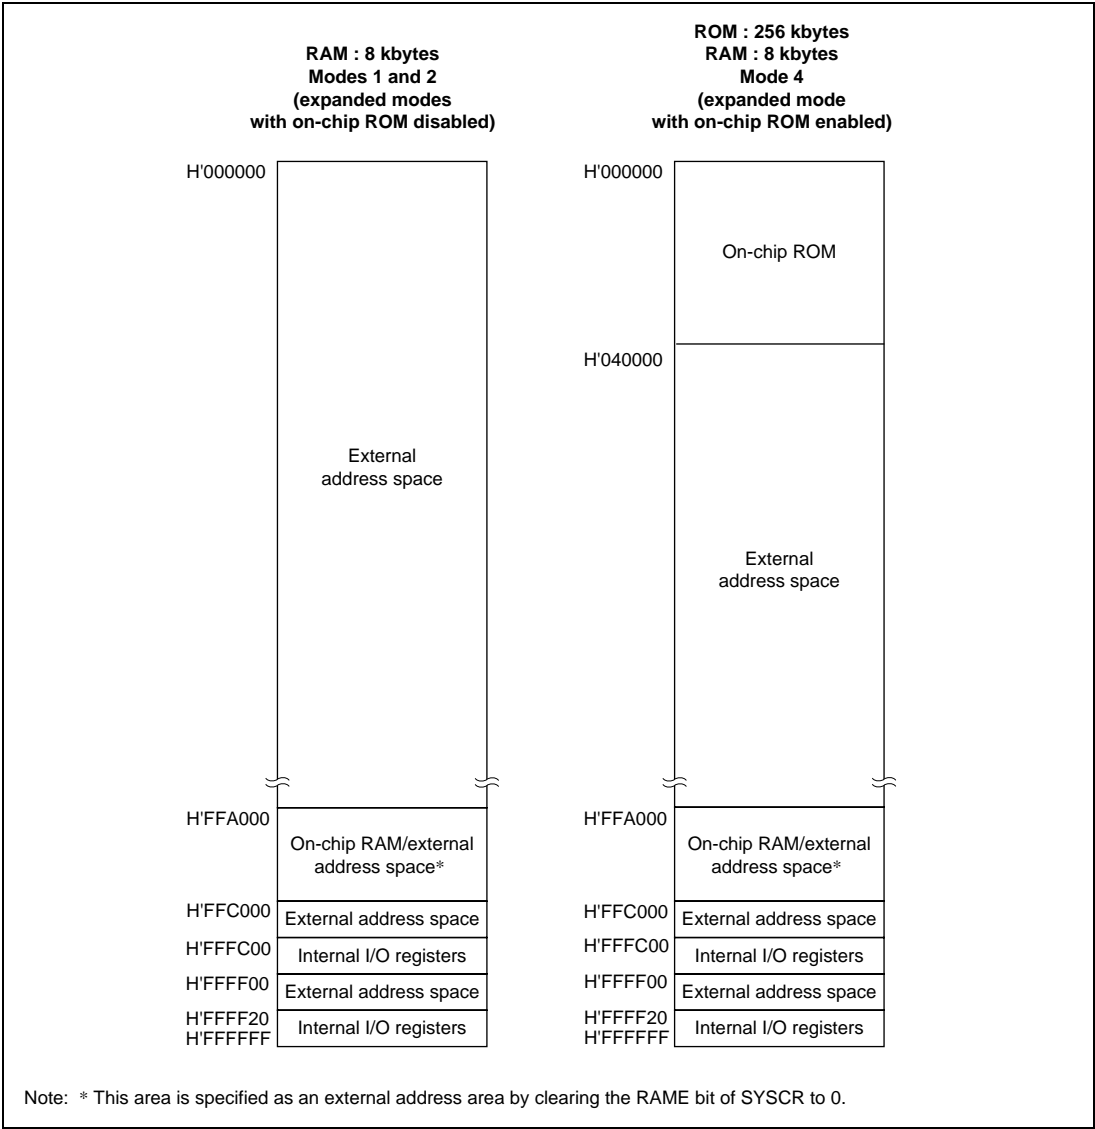 RAM : 8 kbytes
Modes 1 and 2
(expanded modes
with on-chip ROM disabled)
H'000000
External
address space
H'FFA000
On-chip RAM/external
address space*
H'FFC000
External address space
H'FFFC00
Internal I/O registers
H'FFFF00
External address space
H'FFFF20
Internal I/O registers
H'FFFFFF
ROM : 256 kbytes
RAM : 8 kbytes
Mode 4
(expanded mode
with on-chip ROM enabled)
H'000000
On-chip ROM
H'040000
External
address space
H'FFA000
On-chip RAM/external
address space*
H'FFC000
External address space
H'FFFC00
Internal I/O registers
H'FFFF00
External address space
H'FFFF20
Internal I/O registers
H'FFFFFF
Note: * This area is specified as an external address area by clearing the RAME bit of SYSCR to 0.